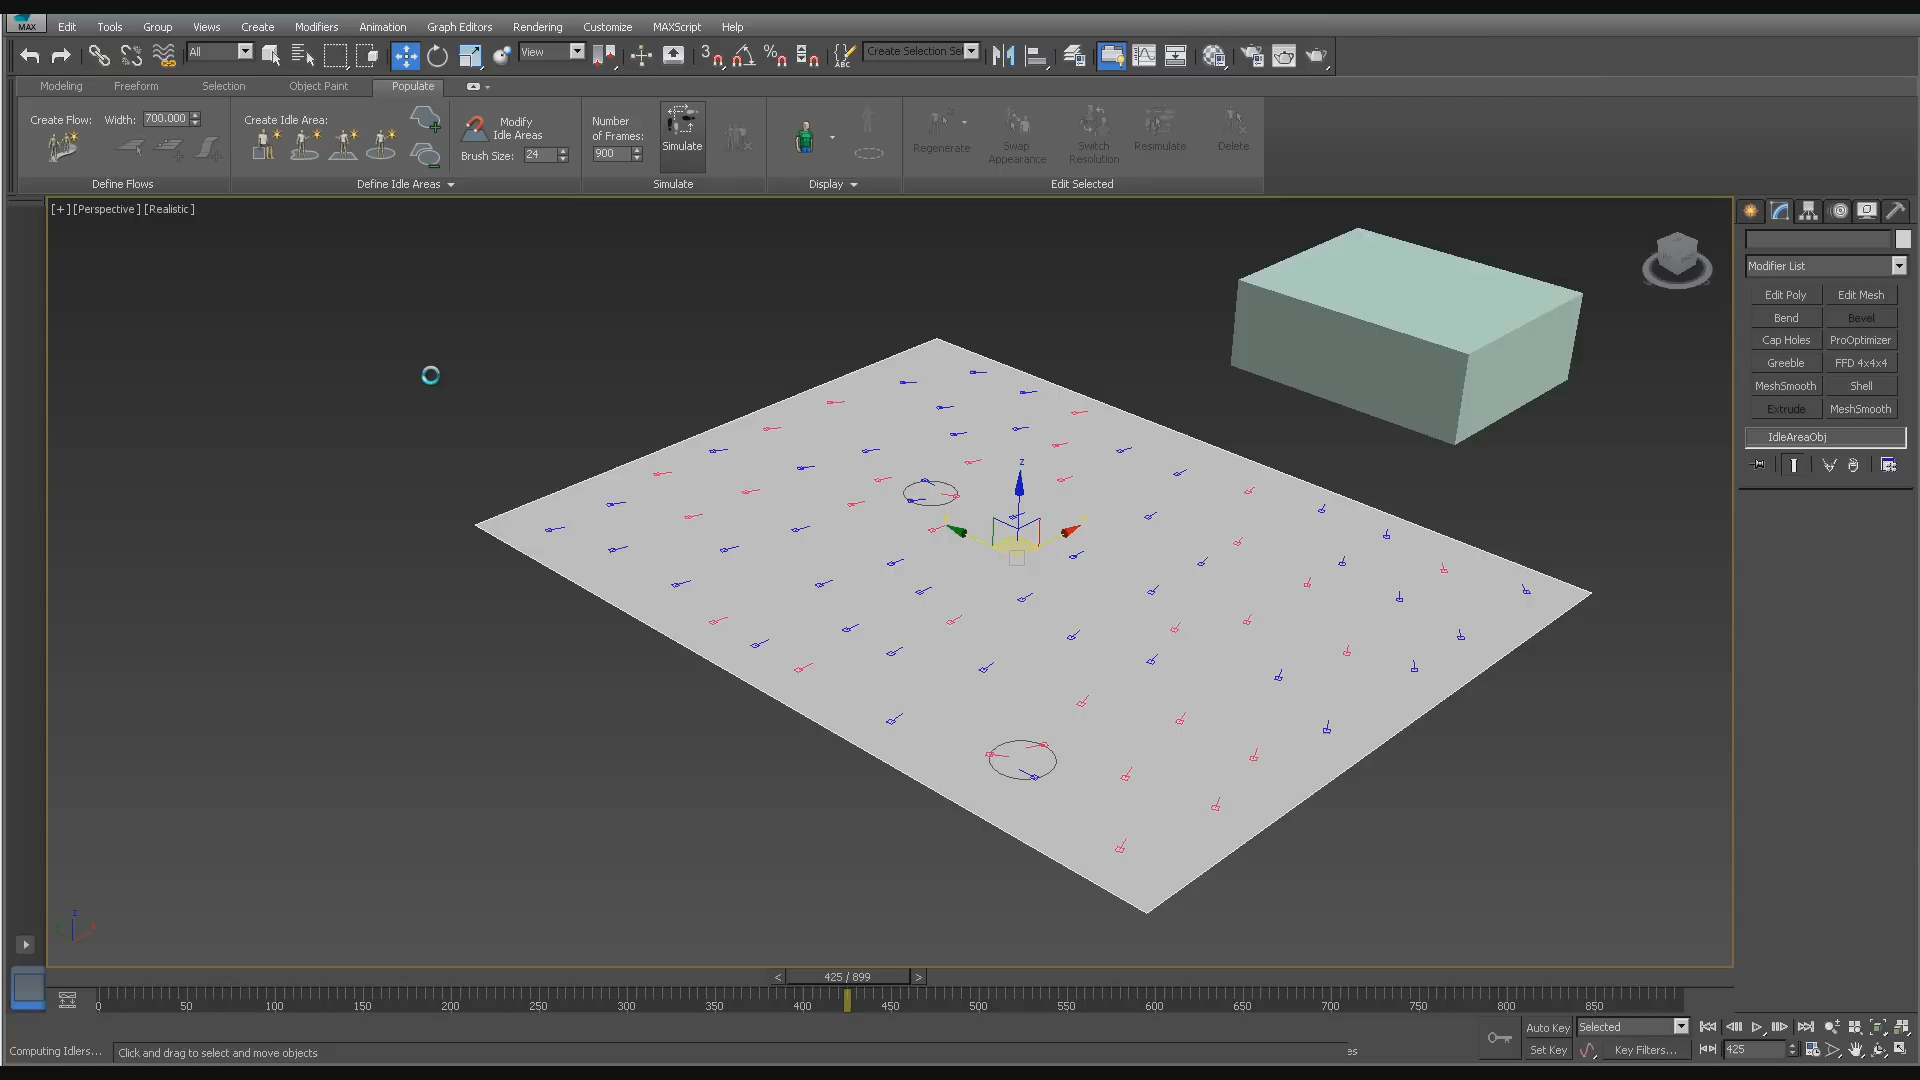 MAX
Edit Tools Group Views Create Modifiers Animation Graph Editors Rendering Customize MAXScript Help
All View 3 % ABC Create Selection Sel
Modeling Freeform Selection Object Paint Populate
Create Flow: Width: 700.000
Create Idle Area:
Modify
Idle Areas
Brush Size: 24
Number
of Frames:
900
Simulate
Regenerate
Swap
Appearance
Switch
Resolution
Resimulate
Delete
Define Flows Define Idle Areas Simulate Display Edit Selected
[+] [Perspective] [Realistic]
z
Modifier List
Edit Poly Edit Mesh
Bend Bevel
Cap Holes ProOptimizer
Greeble FFD 4x4x4
MeshSmooth Shell
Extrude MeshSmooth
IdleAreaObj
z
< 425 / 899 >
0 50 100 150 200 250 300 350 400 450 500 550 600 650 700 750 800 850
Auto Key Selected
Set Key Key Filters... 425
Computing Idlers... Click and drag to select and move objects es